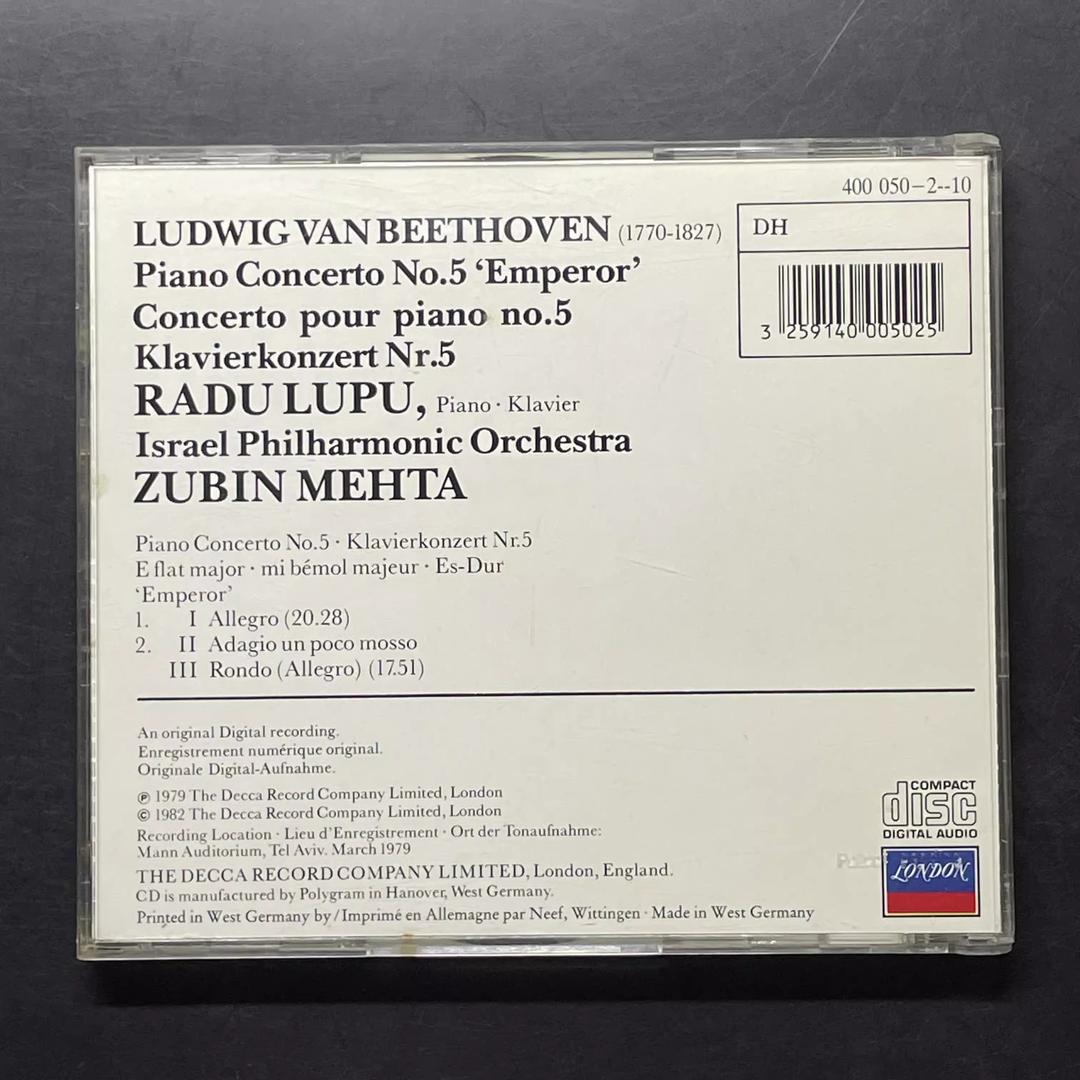 400 050-2--10
LUDWIG VAN BEETHOVEN (1770-1827)
DH
Piano Concerto No.5 ‘Emperor’
Concerto pour piano no.5
3 259140 005025
Klavierkonzert Nr.5
RADU LUPU, Piano · Klavier
Israel Philharmonic Orchestra
ZUBIN MEHTA
Piano Concerto No.5 · Klavierkonzert Nr.5
E flat major · mi bémol majeur · Es-Dur
‘Emperor’
1. I Allegro (20.28)
2. II Adagio un poco mosso
III Rondo (Allegro) (17.51)
An original Digital recording.
Enregistrement numérique original.
Originale Digital-Aufnahme.
℗ 1979 The Decca Record Company Limited, London
© 1982 The Decca Record Company Limited, London
Recording Location · Lieu d’Enregistrement · Ort der Tonaufnahme:
Mann Auditorium, Tel Aviv. March 1979
THE DECCA RECORD COMPANY LIMITED, London, England.
CD is manufactured by Polygram in Hanover, West Germany.
Printed in West Germany by / Imprimé en Allemagne par Neef, Wittingen · Made in West Germany
COMPACT
disc
DIGITAL AUDIO
LONDON